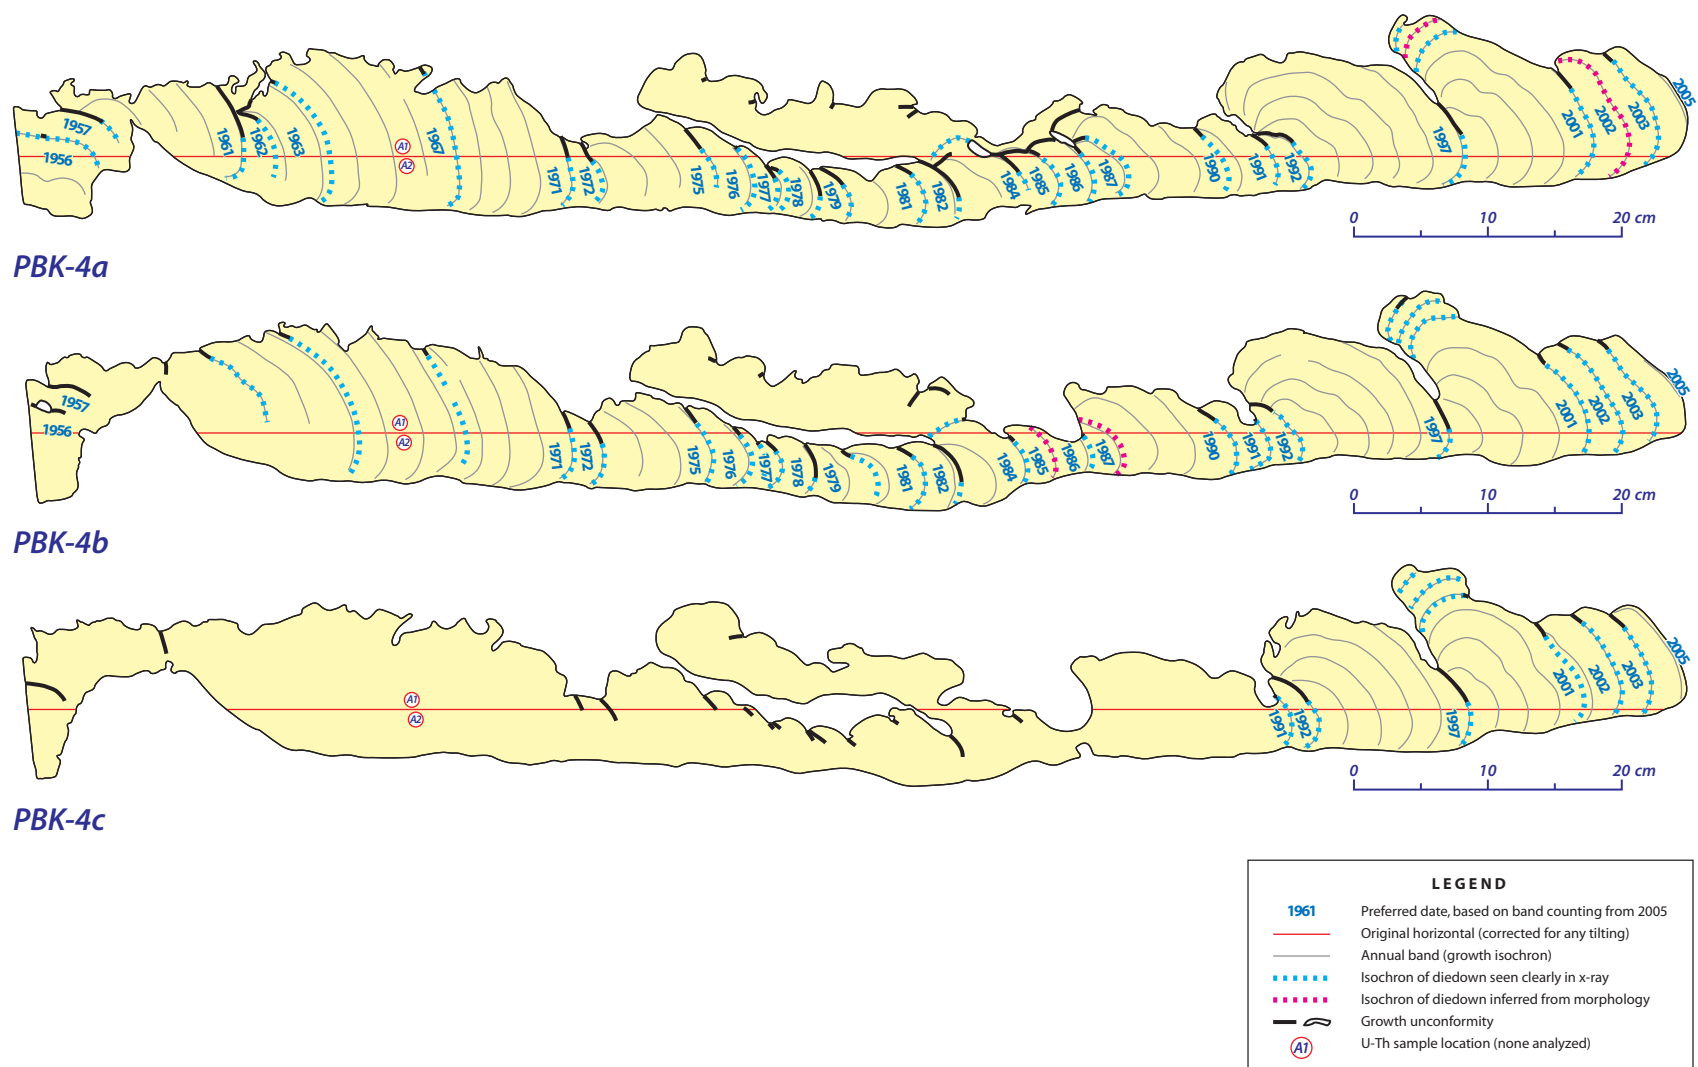 1957
1956
1961
1962
1963
A1
A2
1967
1971
1972
1975
1976
1977
1978
1979
1981
1982
1984
1985
1986
1987
1990
1991
1992
1997
2001
2002
2003
2005
0 10 20 cm
PBK-4a
1957
1956
A1
A2
1971
1972
1975
1976
1977
1978
1979
1981
1982
1984
1985
1986
1987
1990
1991
1992
1997
2001
2002
2003
2005
0 10 20 cm
PBK-4b
A1
A2
1991
1992
1997
2001
2002
2003
2005
0 10 20 cm
PBK-4c
LEGEND
1961 Preferred date, based on band counting from 2005
Original horizontal (corrected for any tilting)
Annual band (growth isochron)
Isochron of diedown seen clearly in x-ray
Isochron of diedown inferred from morphology
Growth unconformity
A1 U-Th sample location (none analyzed)